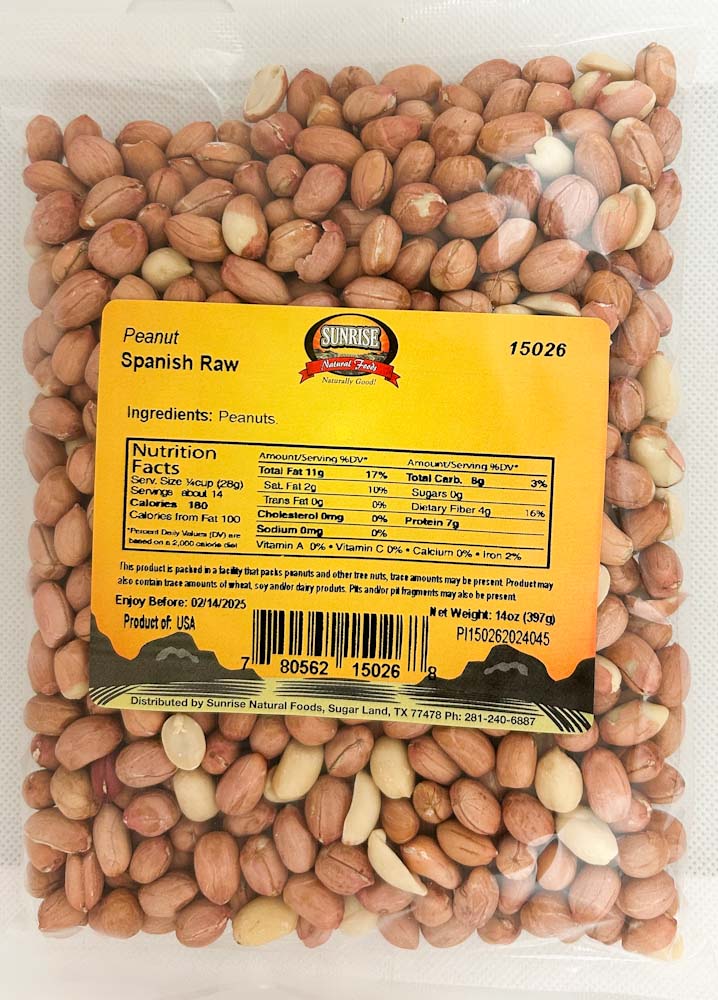 Peanut
Spanish Raw
SUNRISE
Natural Foods
Naturally Good!
15026
Ingredients: Peanuts.
Nutrition
Facts
Serv. Size ¼cup (28g)
Servings about 14
Calories 160
Calories from Fat 100
*Percent Daily Values (DV) are
based on a 2,000 calorie diet
Amount/Serving %DV*
Total Fat 11g 17%
Sat. Fat 2g 10%
Trans Fat 0g 0%
Cholesterol 0mg 0%
Sodium 0mg 0%
Amount/Serving %DV*
Total Carb. 8g 3%
Sugars 0g
Dietary Fiber 4g 16%
Protein 7g
Vitamin A 0% • Vitamin C 0% • Calcium 0% • Iron 2%
This product is packed in a facility that packs peanuts and other tree nuts, trace amounts may be present. Product may
also contain trace amounts of wheat, soy and/or dairy produts. Pits and/or pit fragments may also be present.
Enjoy Before: 02/14/2025
Net Weight: 14oz (397g)
Product of: USA
PI150262024045
7 80562 15026 8
Distributed by Sunrise Natural Foods, Sugar Land, TX 77478 Ph: 281-240-6887